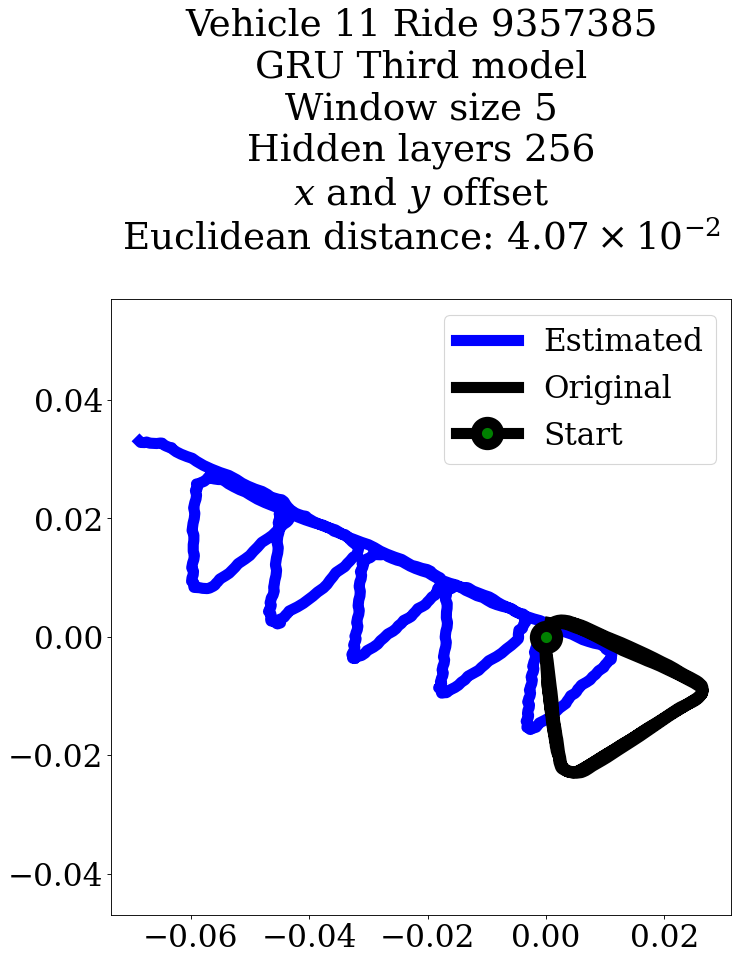 Vehicle 11 Ride 9357385
GRU Third model
Window size 5
Hidden layers 256
x and y offset
Euclidean distance: 4.07 × 10⁻²
Estimated
Original
Start
0.04
0.02
0.00
−0.02
−0.04
−0.06 −0.04 −0.02 0.00 0.02